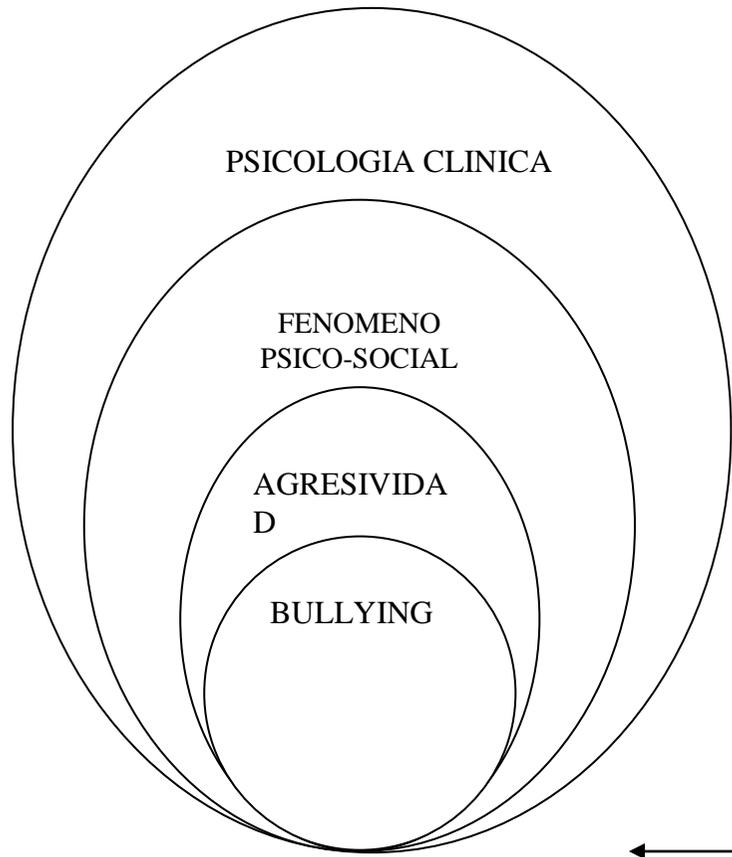 PSICOLOGIA CLINICA
FENOMENO
PSICO-SOCIAL
AGRESIVIDA
D
BULLYING